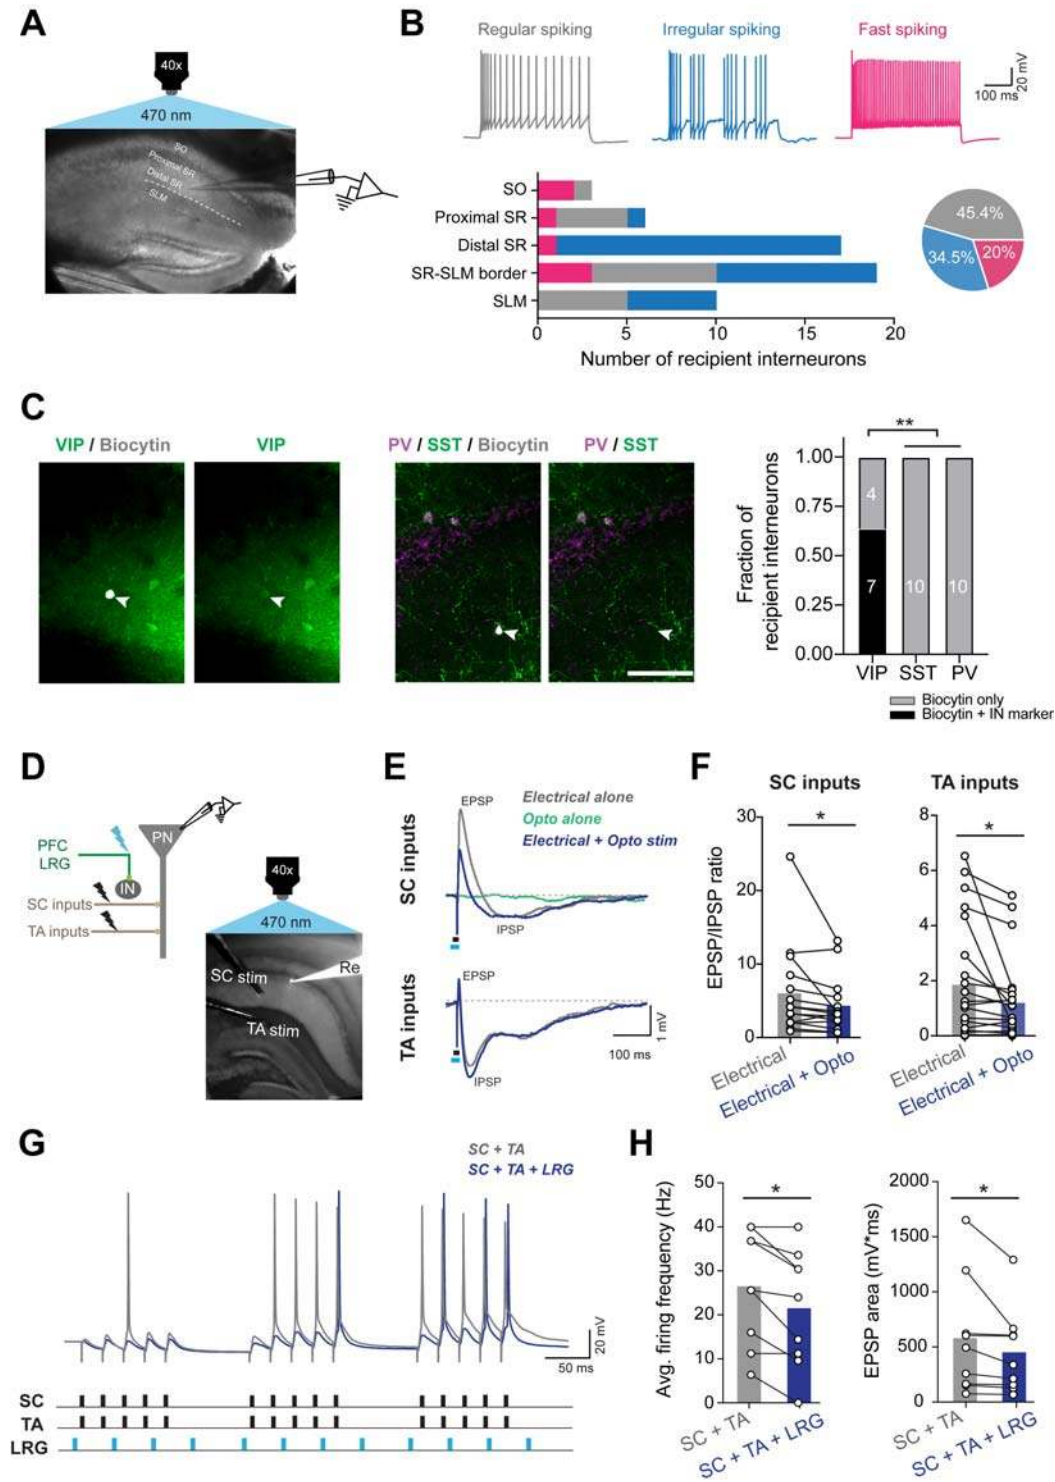 A
40x
470 nm
SO
Proximal SR
Distal SR
SLM
B
Regular spiking
Irregular spiking
Fast spiking
20 mV
100 ms
SO
Proximal SR
Distal SR
SR-SLM border
SLM
0
5
10
15
20
Number of recipient interneurons
45.4%
34.5%
20%
C
VIP / Biocytin
VIP
PV / SST / Biocytin
PV / SST
Fraction of
recipient interneurons
**
1.00
0.75
0.50
0.25
0.00
4
7
10
10
VIP
SST
PV
Biocytin only
Biocytin + IN marker
D
PFC
LRG
PN
IN
SC inputs
TA inputs
40x
470 nm
SC stim
Re
TA stim
E
SC inputs
EPSP
Electrical alone
Opto alone
Electrical + Opto stim
IPSP
TA inputs
EPSP
IPSP
1 mV
100 ms
F
SC inputs
EPSP/IPSP ratio
30
20
10
0
*
Electrical
Electrical + Opto
TA inputs
8
6
4
2
0
*
Electrical
Electrical + Opto
G
SC + TA
SC + TA + LRG
20 mV
50 ms
SC
TA
LRG
H
Avg. firing frequency (Hz)
50
40
30
20
10
0
*
SC + TA
SC + TA + LRG
EPSP area (mV*ms)
2000
1500
1000
500
0
*
SC + TA
SC + TA + LRG